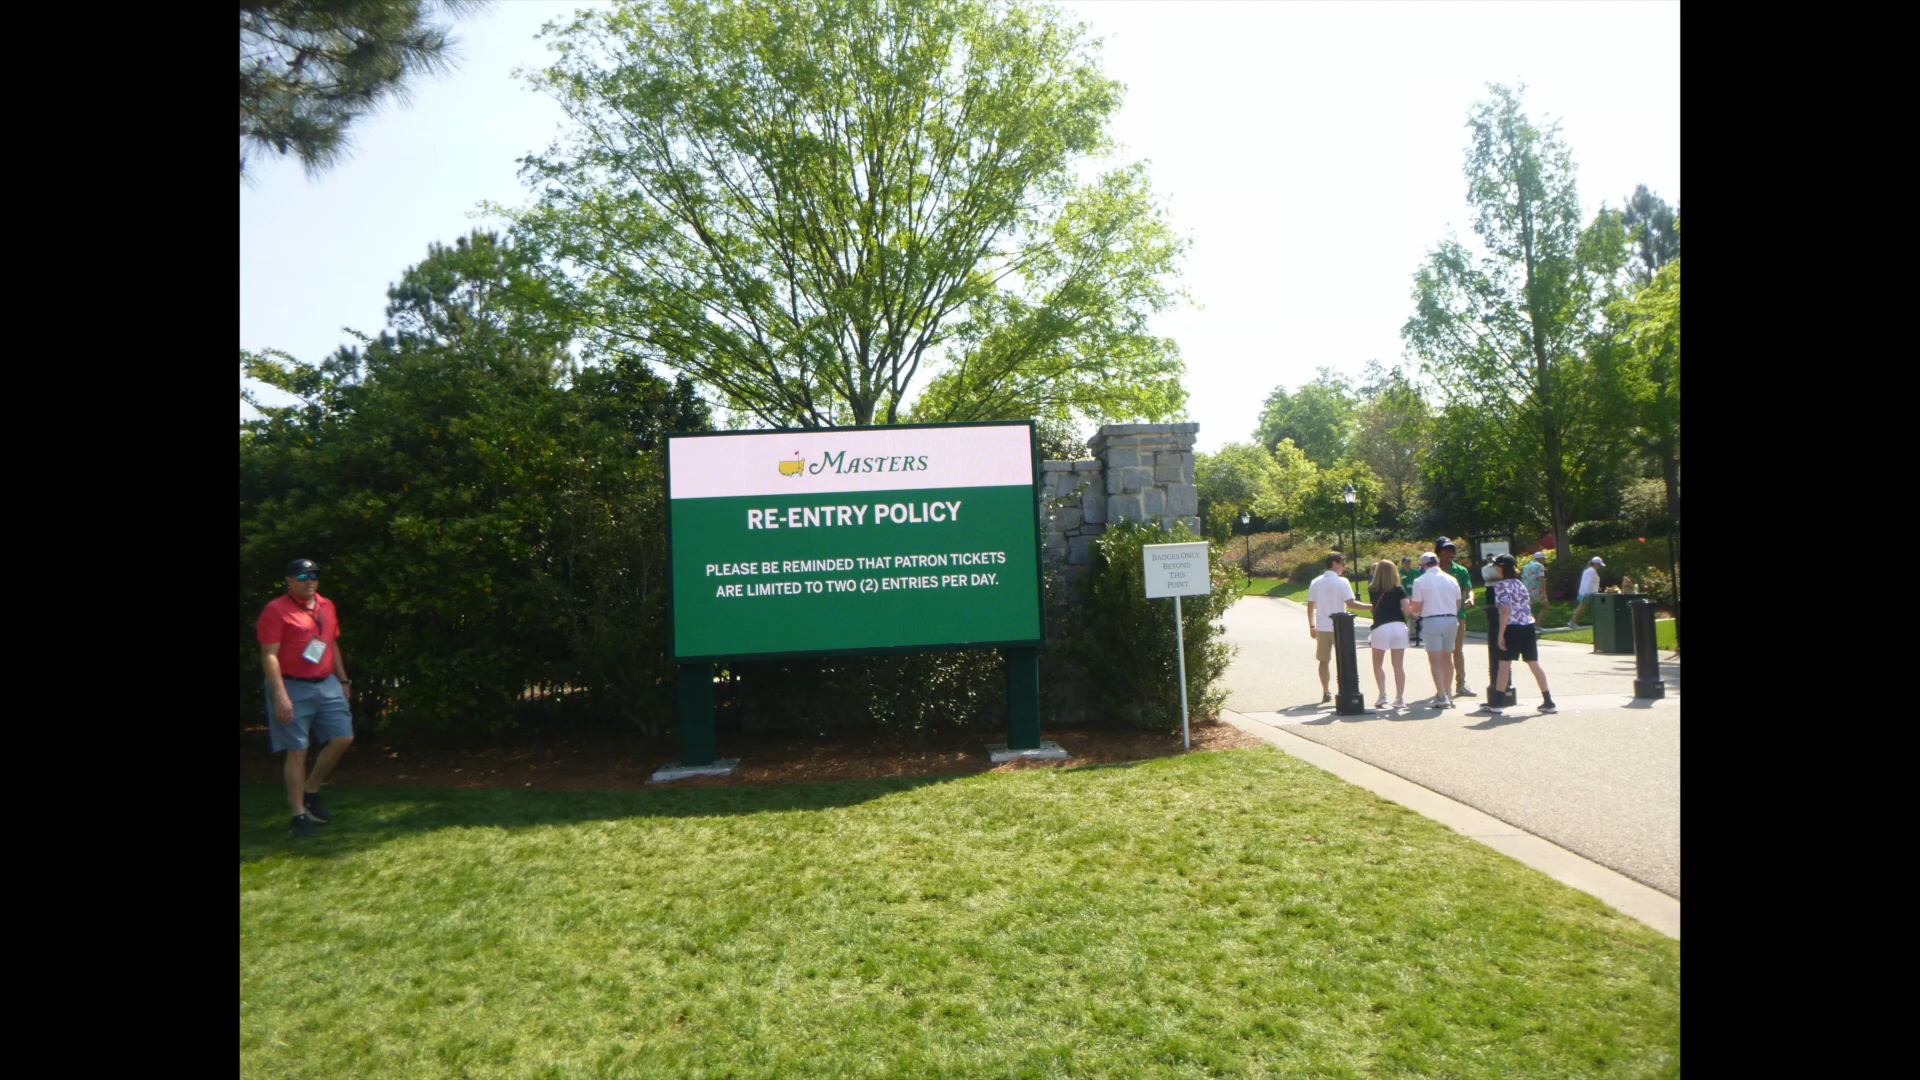 MASTERS
RE-ENTRY POLICY
PLEASE BE REMINDED THAT PATRON TICKETS
ARE LIMITED TO TWO (2) ENTRIES PER DAY.
BADGES ONLY
BEYOND
THIS
POINT